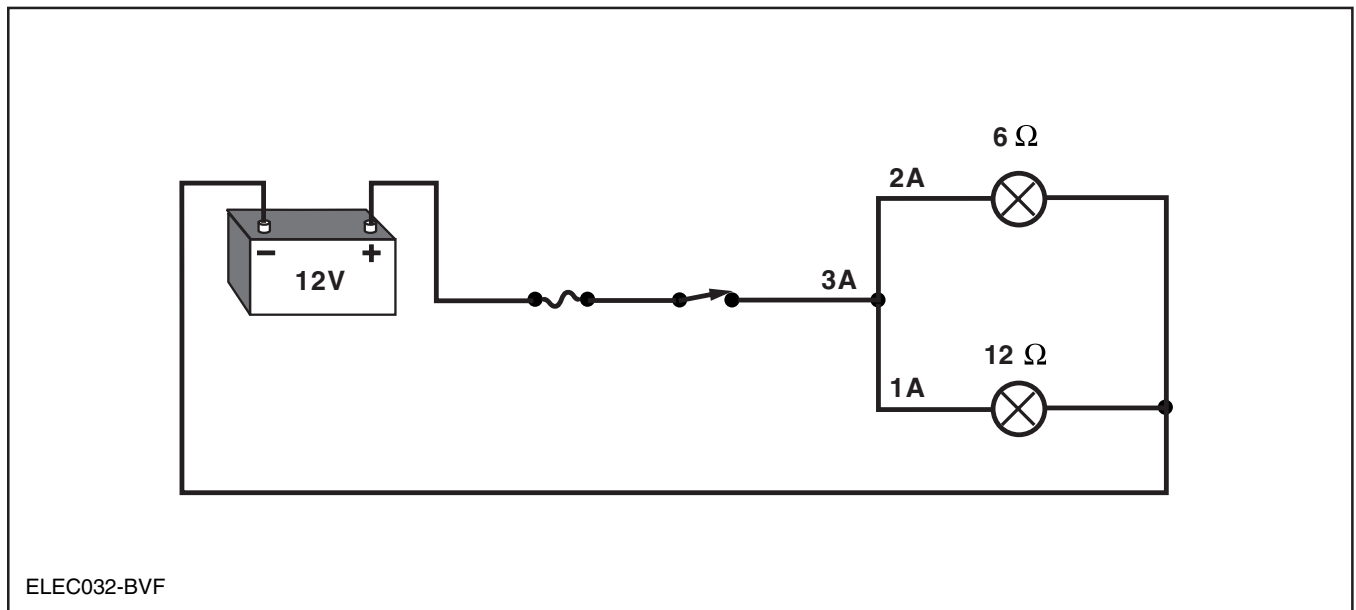 6 Ω
2A
− +
12V
3A
12 Ω
1A
ELEC032-BVF